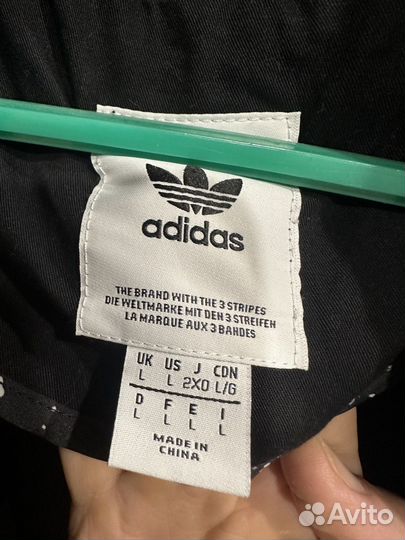 adidas
THE BRAND WITH THE 3 STRIPES
DIE WELTMARKE MIT DEN 3 STREIFEN
LA MARQUE AUX 3 BANDES
UK US J CDN
L L 2XO L/G
D F E I
L L L L
MADE IN
CHINA
Avito